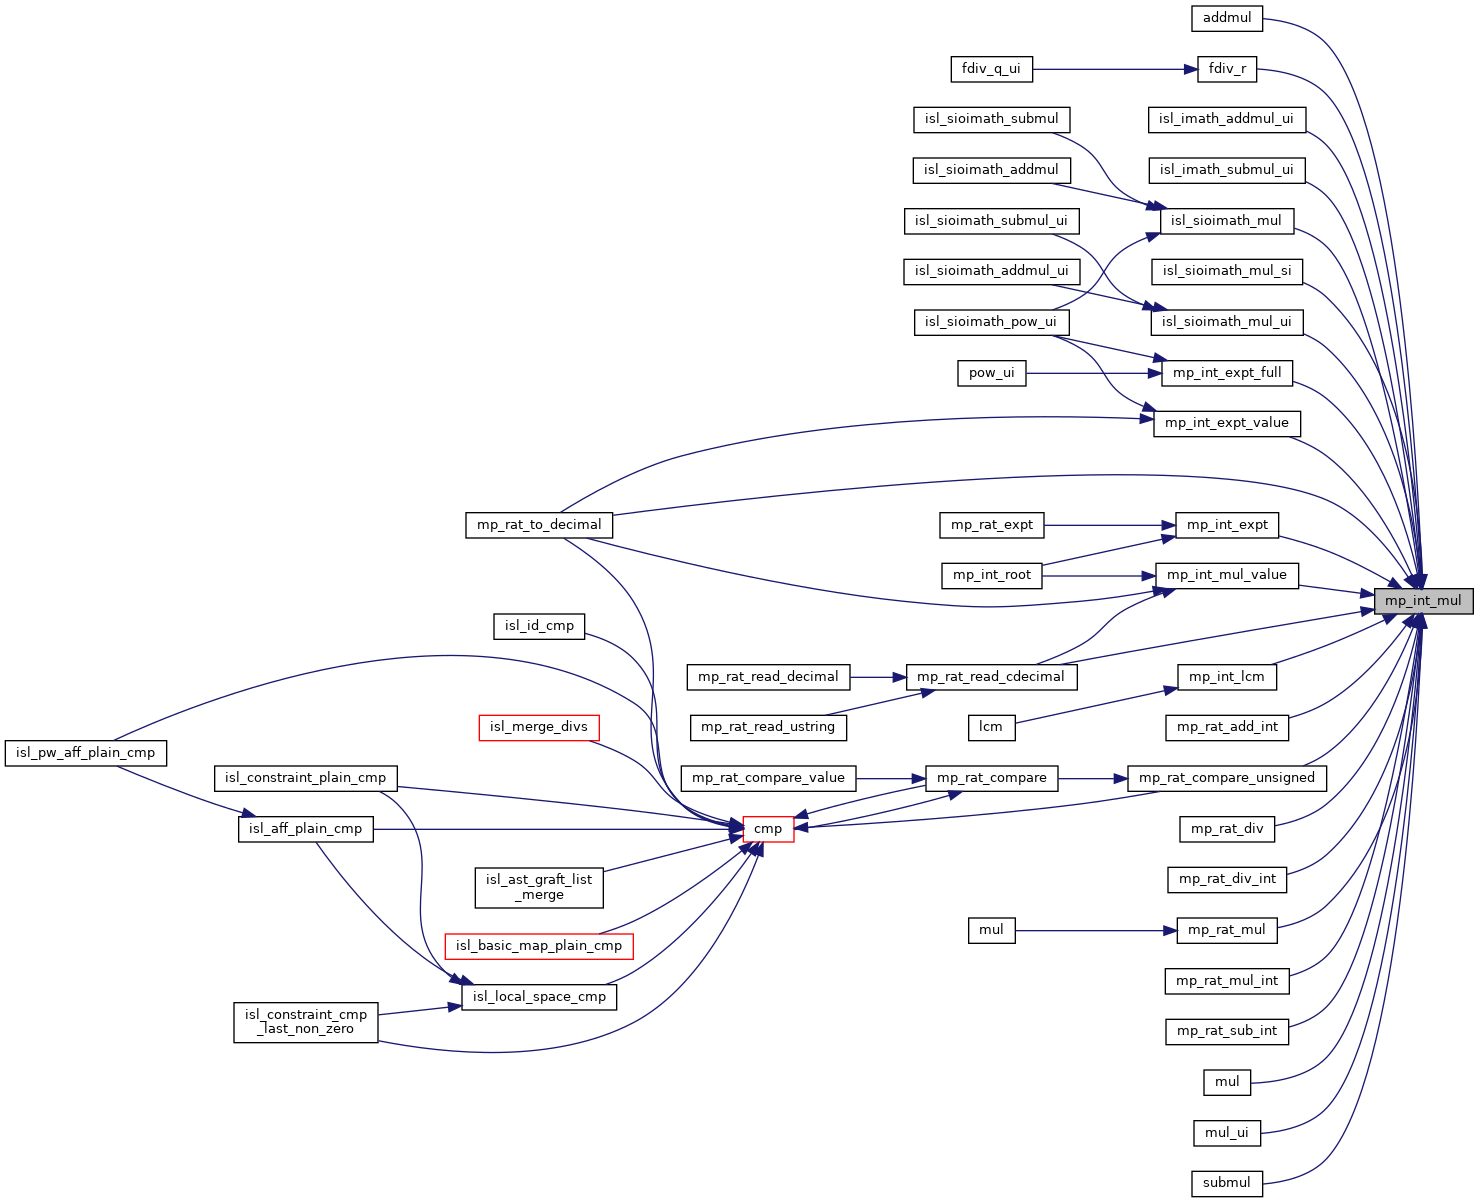 addmul
fdiv_q_ui
fdiv_r
isl_sioimath_submul
isl_imath_addmul_ui
isl_sioimath_addmul
isl_imath_submul_ui
isl_sioimath_submul_ui
isl_sioimath_mul
isl_sioimath_addmul_ui
isl_sioimath_mul_si
isl_sioimath_pow_ui
isl_sioimath_mul_ui
pow_ui
mp_int_expt_full
mp_int_expt_value
mp_rat_to_decimal
mp_rat_expt
mp_int_expt
mp_int_root
mp_int_mul_value
mp_int_mul
isl_id_cmp
mp_rat_read_decimal
mp_rat_read_cdecimal
mp_int_lcm
isl_merge_divs
mp_rat_read_ustring
lcm
mp_rat_add_int
isl_pw_aff_plain_cmp
isl_constraint_plain_cmp
mp_rat_compare_value
mp_rat_compare
mp_rat_compare_unsigned
isl_aff_plain_cmp
cmp
mp_rat_div
isl_ast_graft_list
_merge
mp_rat_div_int
isl_basic_map_plain_cmp
mul
mp_rat_mul
mp_rat_mul_int
isl_local_space_cmp
isl_constraint_cmp
_last_non_zero
mp_rat_sub_int
mul
mul_ui
submul